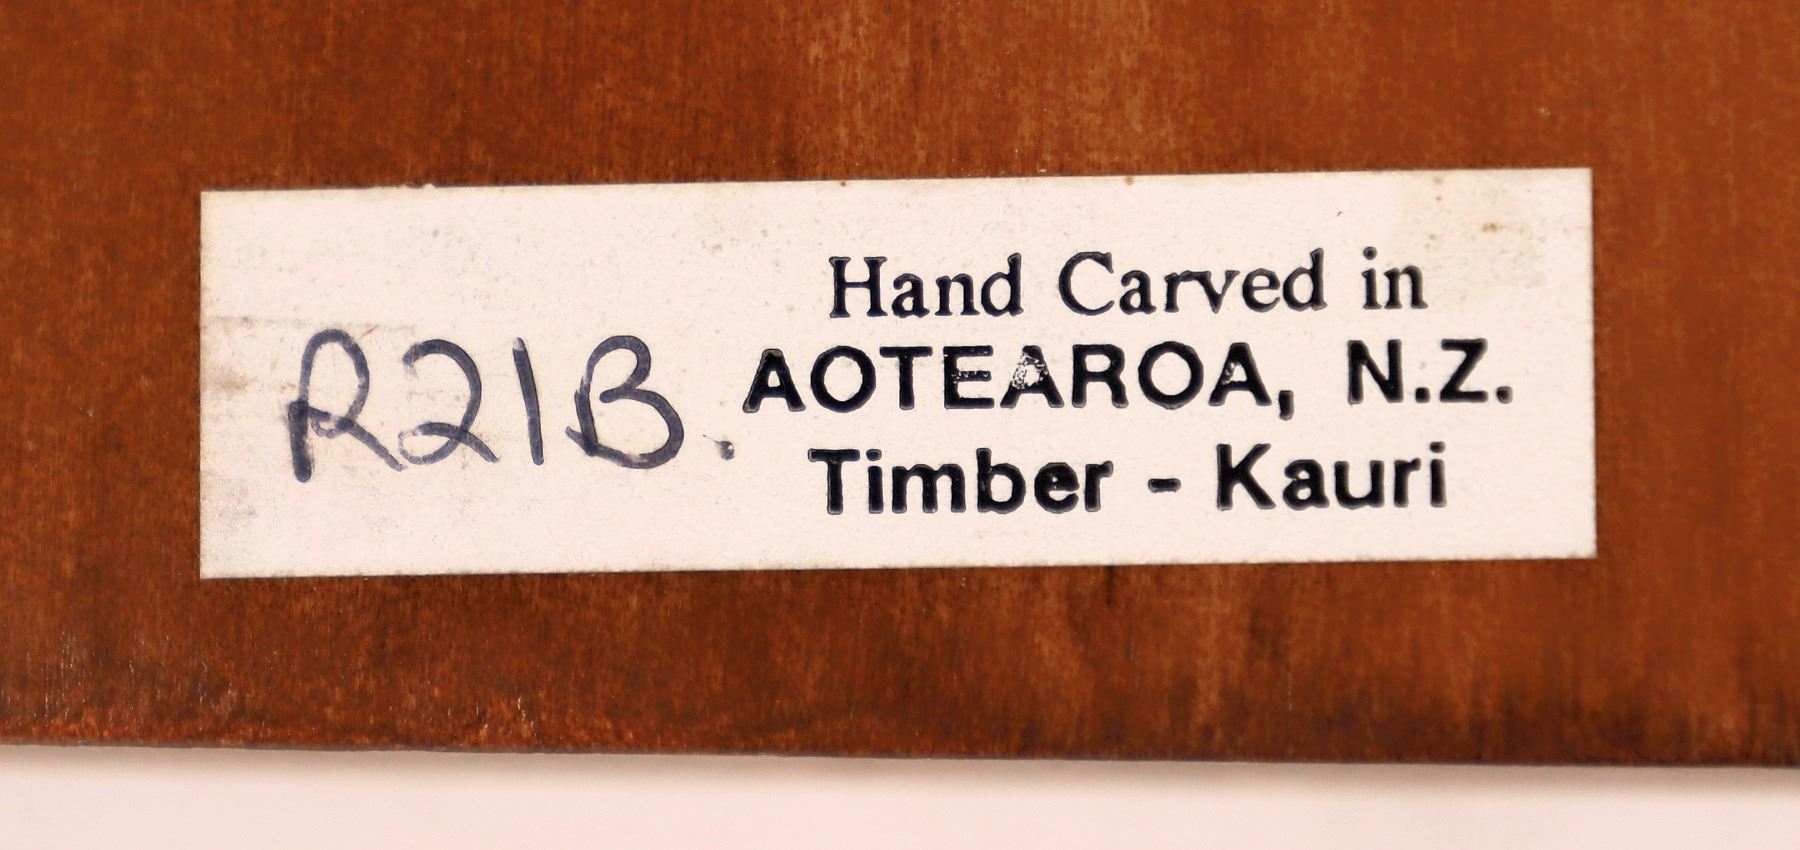 R21B.
Hand Carved in
AOTEAROA, N.Z.
Timber - Kauri